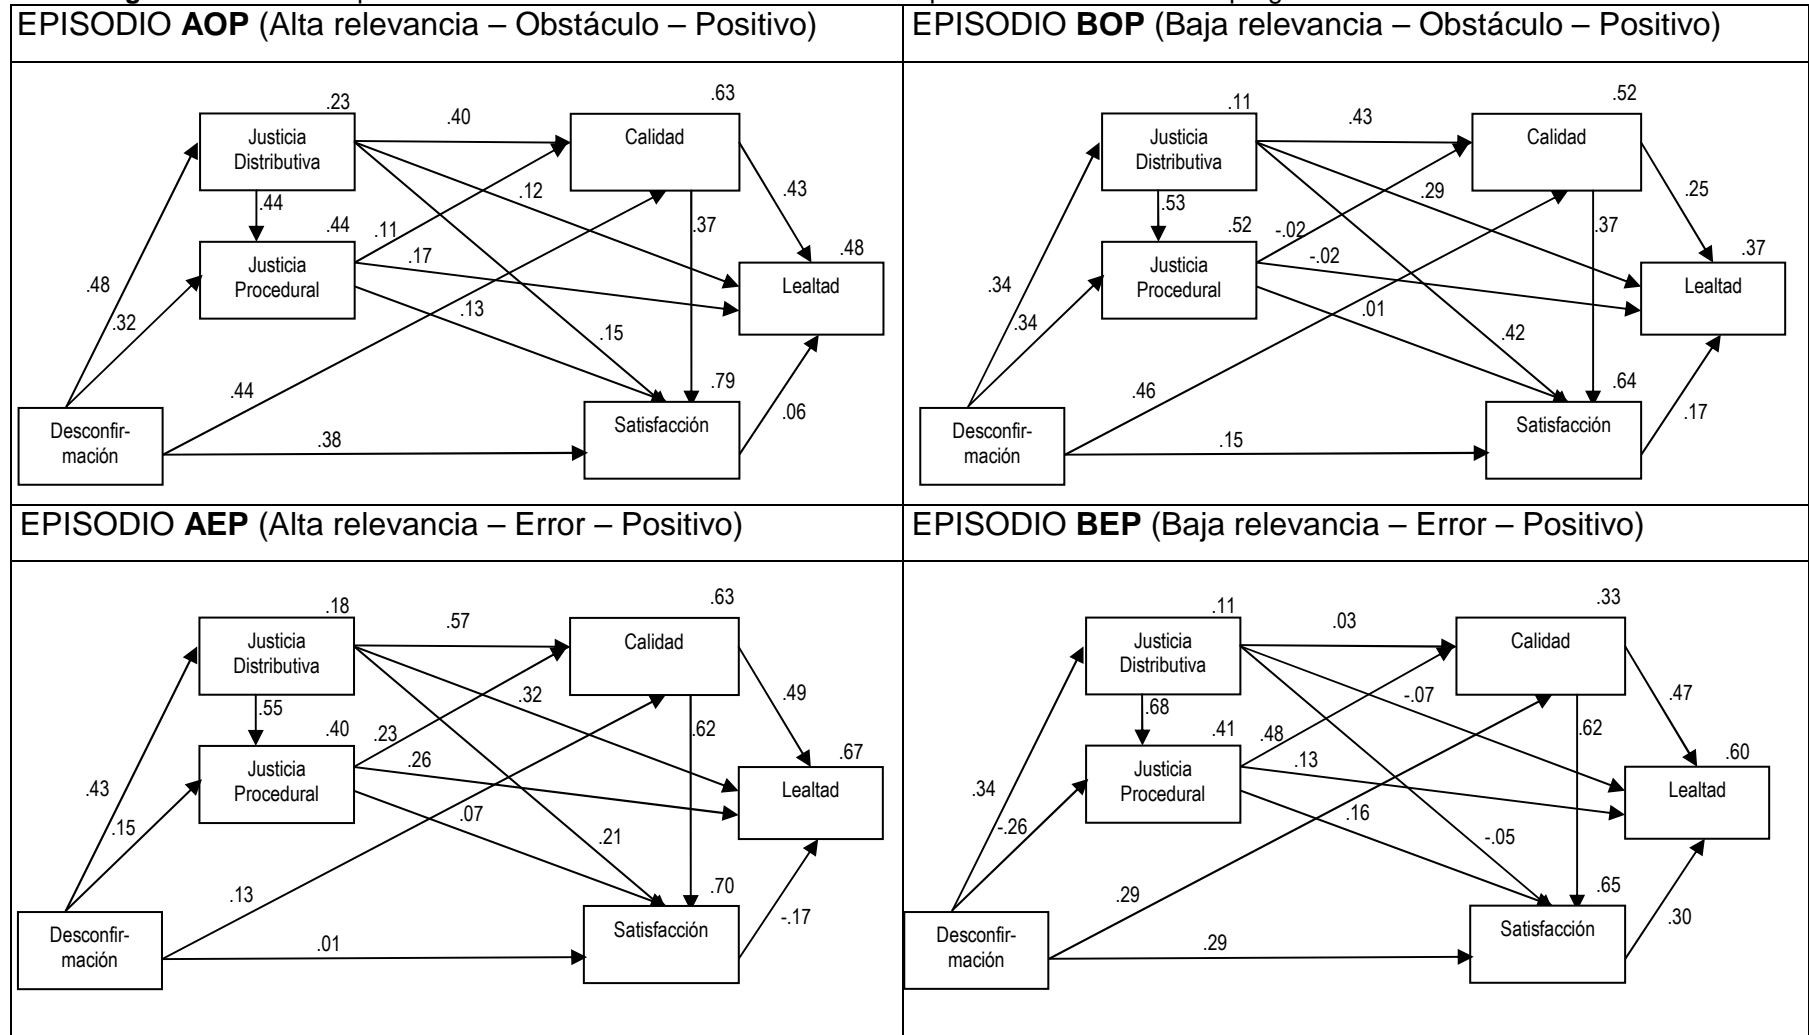 EPISODIO AOP (Alta relevancia – Obstáculo – Positivo)
.23
.63
Justicia
Distributiva
.40
Calidad
.44
.12
.43
.44
.11
.37
.17
.48
Justicia
Procedural
Lealtad
.48
.32
.13
.15
.44
.79
.06
Desconfir-
mación
.38
Satisfacción
EPISODIO BOP (Baja relevancia – Obstáculo – Positivo)
.11
.52
Justicia
Distributiva
.43
Calidad
.53
.29
.25
.52
-.02
.37
-.02
.37
Justicia
Procedural
Lealtad
.34
.34
.01
.42
.46
.64
.17
Desconfir-
mación
.15
Satisfacción
EPISODIO AEP (Alta relevancia – Error – Positivo)
.18
.63
Justicia
Distributiva
.57
Calidad
.55
.32
.49
.40
.23
.62
.26
.67
Justicia
Procedural
Lealtad
.43
.15
.07
.21
.13
.70
-.17
Desconfir-
mación
.01
Satisfacción
EPISODIO BEP (Baja relevancia – Error – Positivo)
.11
.33
Justicia
Distributiva
.03
Calidad
.68
-.07
.47
.41
.48
.62
.13
.60
Justicia
Procedural
Lealtad
.34
-.26
.16
-.05
.29
.65
.30
Desconfir-
mación
.29
Satisfacción